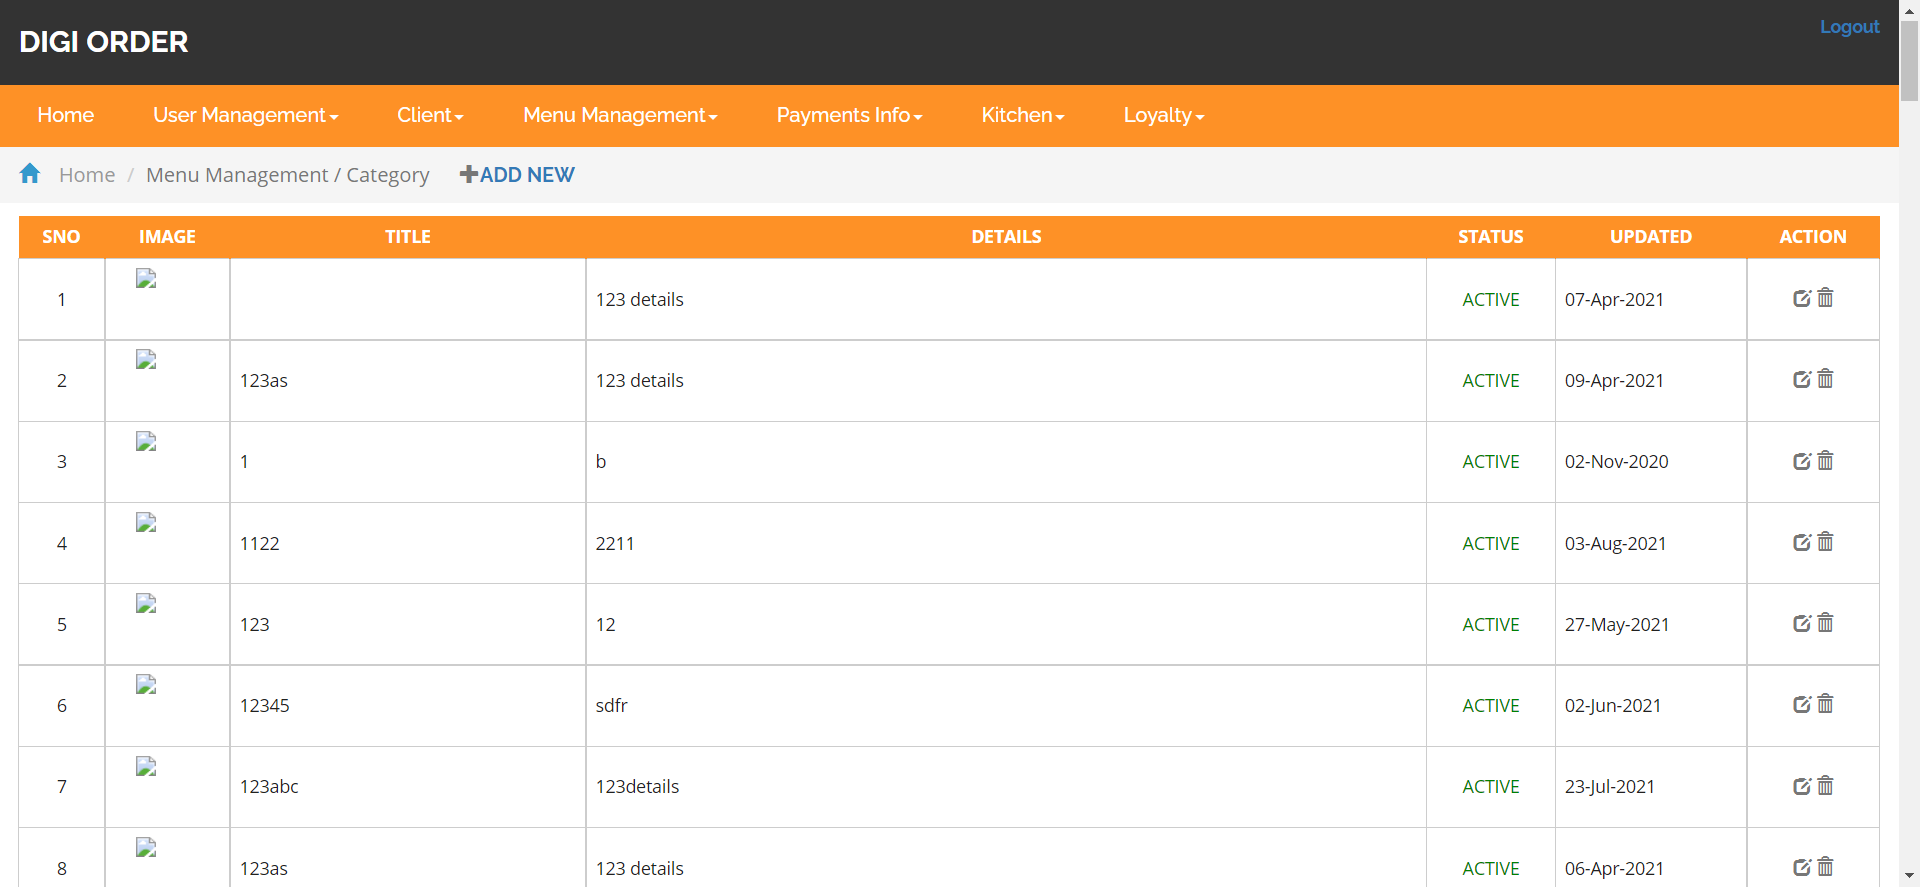 DIGI ORDER
Logout
Home User Management Client Menu Management Payments Info Kitchen Loyalty
Home / Menu Management / Category ADD NEW
SNO IMAGE TITLE DETAILS STATUS UPDATED ACTION
1 123 details ACTIVE 07-Apr-2021
2 123as 123 details ACTIVE 09-Apr-2021
3 1 b ACTIVE 02-Nov-2020
4 1122 2211 ACTIVE 03-Aug-2021
5 123 12 ACTIVE 27-May-2021
6 12345 sdfr ACTIVE 02-Jun-2021
7 123abc 123details ACTIVE 23-Jul-2021
8 123as 123 details ACTIVE 06-Apr-2021